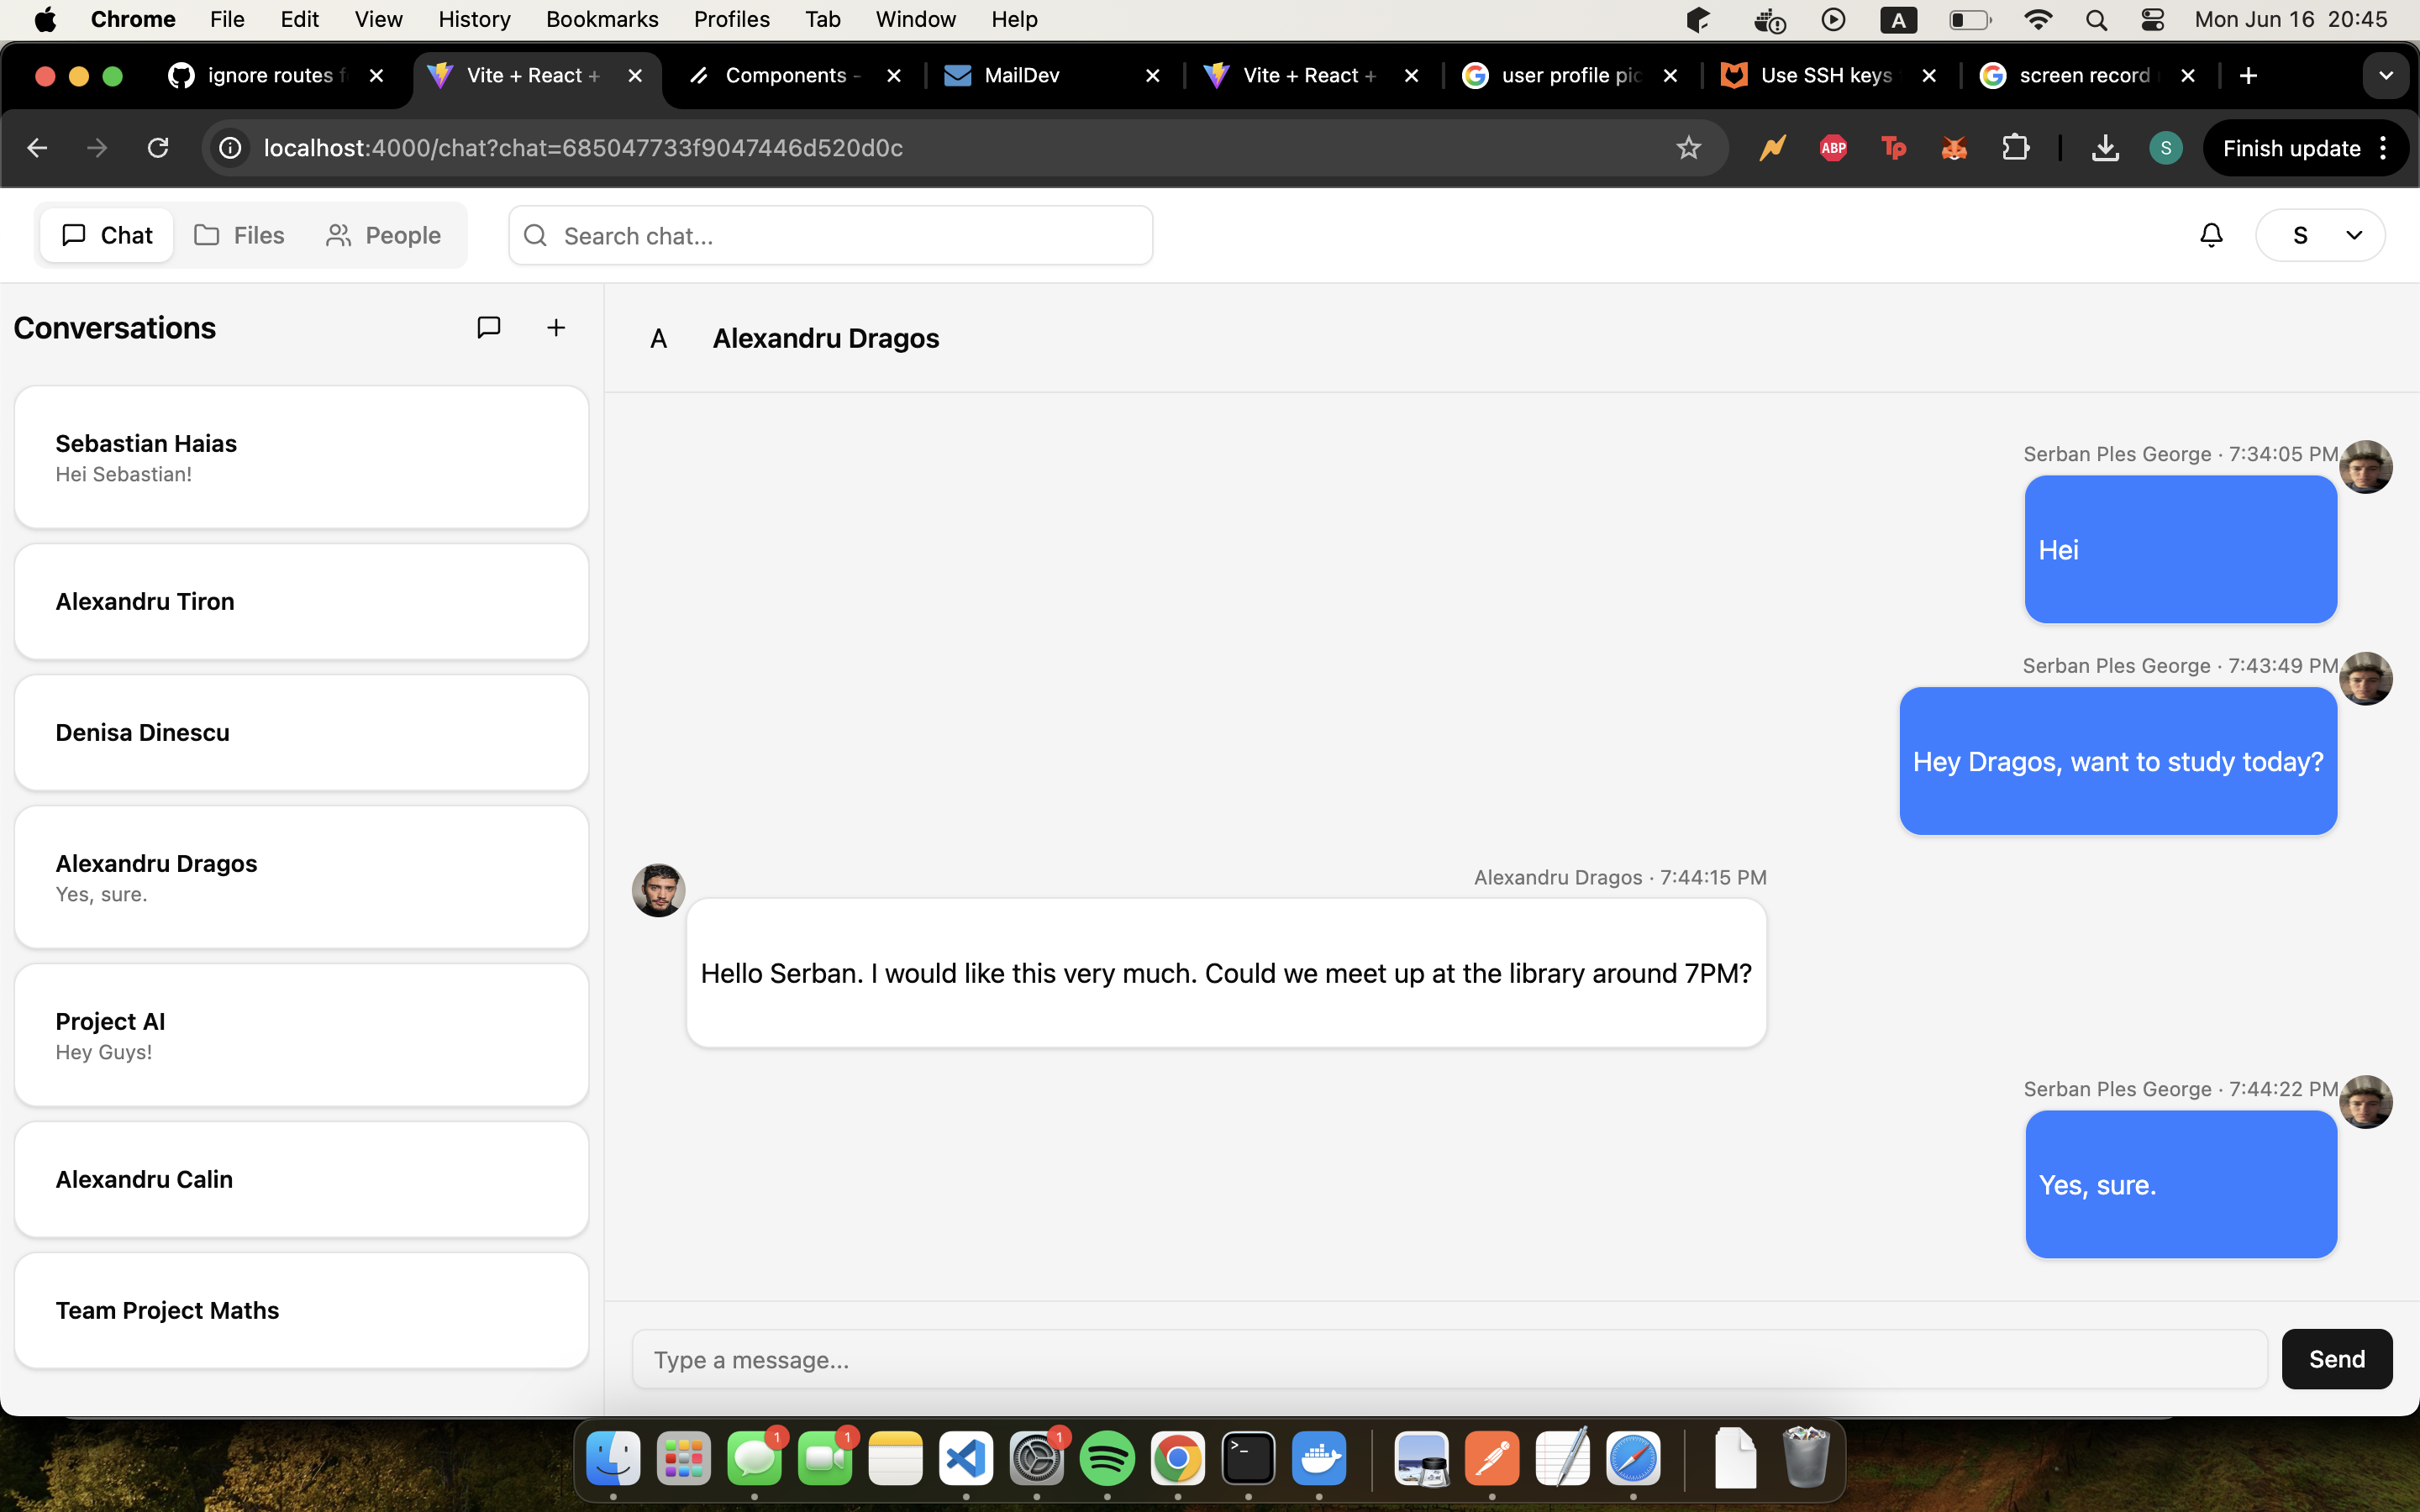 Chrome File Edit View History Bookmarks Profiles Tab Window Help A Mon Jun 16 20:45
ignore routes f Vite + React + Components - MailDev Vite + React + user profile pic Use SSH keys screen record
localhost:4000/chat?chat=685047733f9047446d520d0c ABP Tp S Finish update
Chat Files People Search chat... S
Conversations
Sebastian Haias
Hei Sebastian!
Alexandru Tiron
Denisa Dinescu
Alexandru Dragos
Yes, sure.
Project AI
Hey Guys!
Alexandru Calin
Team Project Maths
A Alexandru Dragos
Serban Ples George · 7:34:05 PM
Hei
Serban Ples George · 7:43:49 PM
Hey Dragos, want to study today?
Alexandru Dragos · 7:44:15 PM
Hello Serban. I would like this very much. Could we meet up at the library around 7PM?
Serban Ples George · 7:44:22 PM
Yes, sure.
Type a message... Send
1 1 1